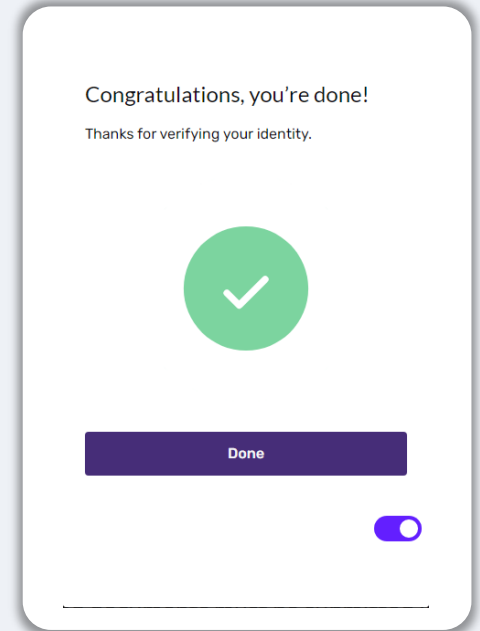 Congratulations, you’re done!
Thanks for verifying your identity.
Done